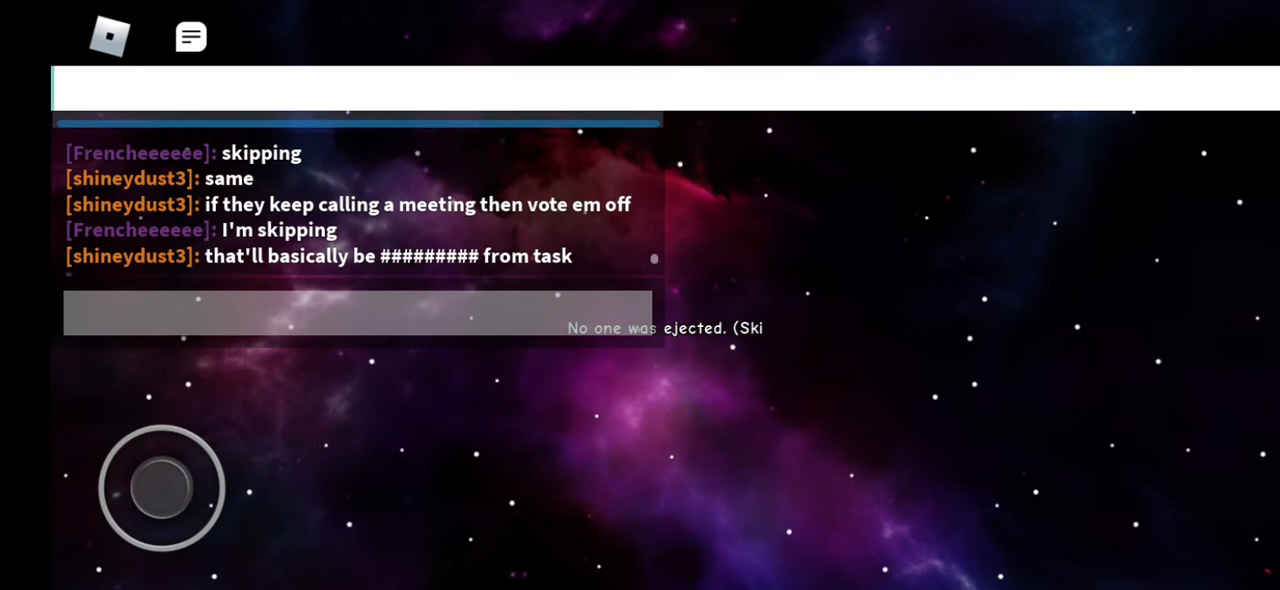 [Frencheeeeee]: skipping
[shineydust3]: same
[shineydust3]: if they keep calling a meeting then vote em off
[Frencheeeeee]: I'm skipping
[shineydust3]: that'll basically be ######### from task
No one was ejected. (Ski